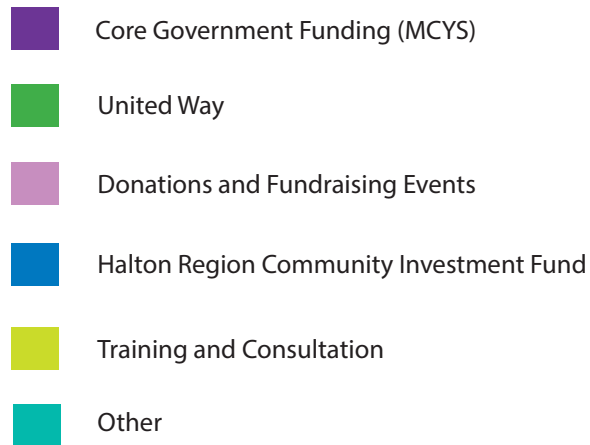 Core Government Funding (MCYS)
United Way
Donations and Fundraising Events
Halton Region Community Investment Fund
Training and Consultation
Other